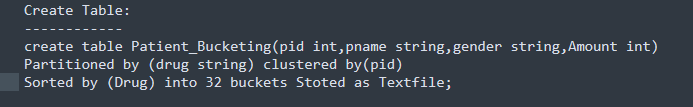 Create Table:
------------
create table Patient_Bucketing(pid int,pname string,gender string,Amount int)
Partitioned by (drug string) clustered by(pid)
Sorted by (Drug) into 32 buckets Stoted as Textfile;